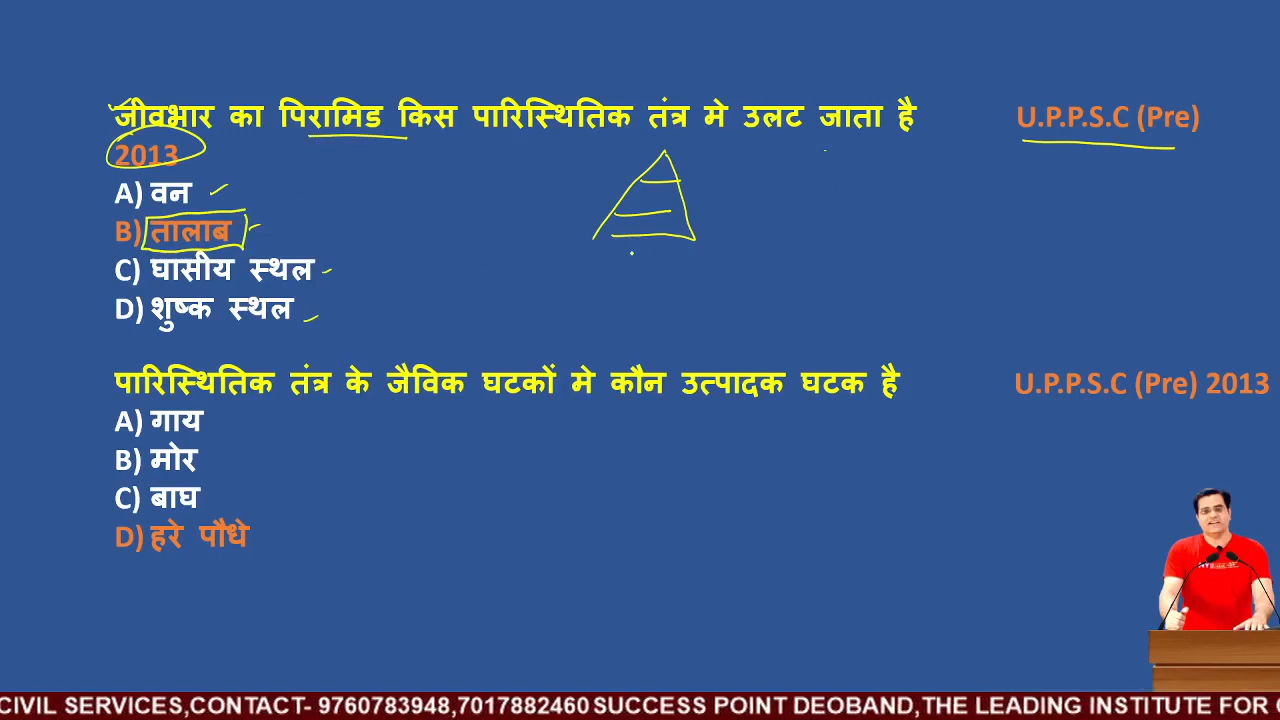 जीवभार का पिरामिड किस पारिस्थितिक तंत्र मे उलट जाता है U.P.P.S.C (Pre)
2013
A) वन
B) तालाब
C) घासीय स्थल
D) शुष्क स्थल
पारिस्थितिक तंत्र के जैविक घटकों मे कौन उत्पादक घटक है U.P.P.S.C (Pre) 2013
A) गाय
B) मोर
C) बाघ
D) हरे पौधे
CIVIL SERVICES,CONTACT- 9760783948,7017882460 SUCCESS POINT DEOBAND,THE LEADING INSTITUTE FOR